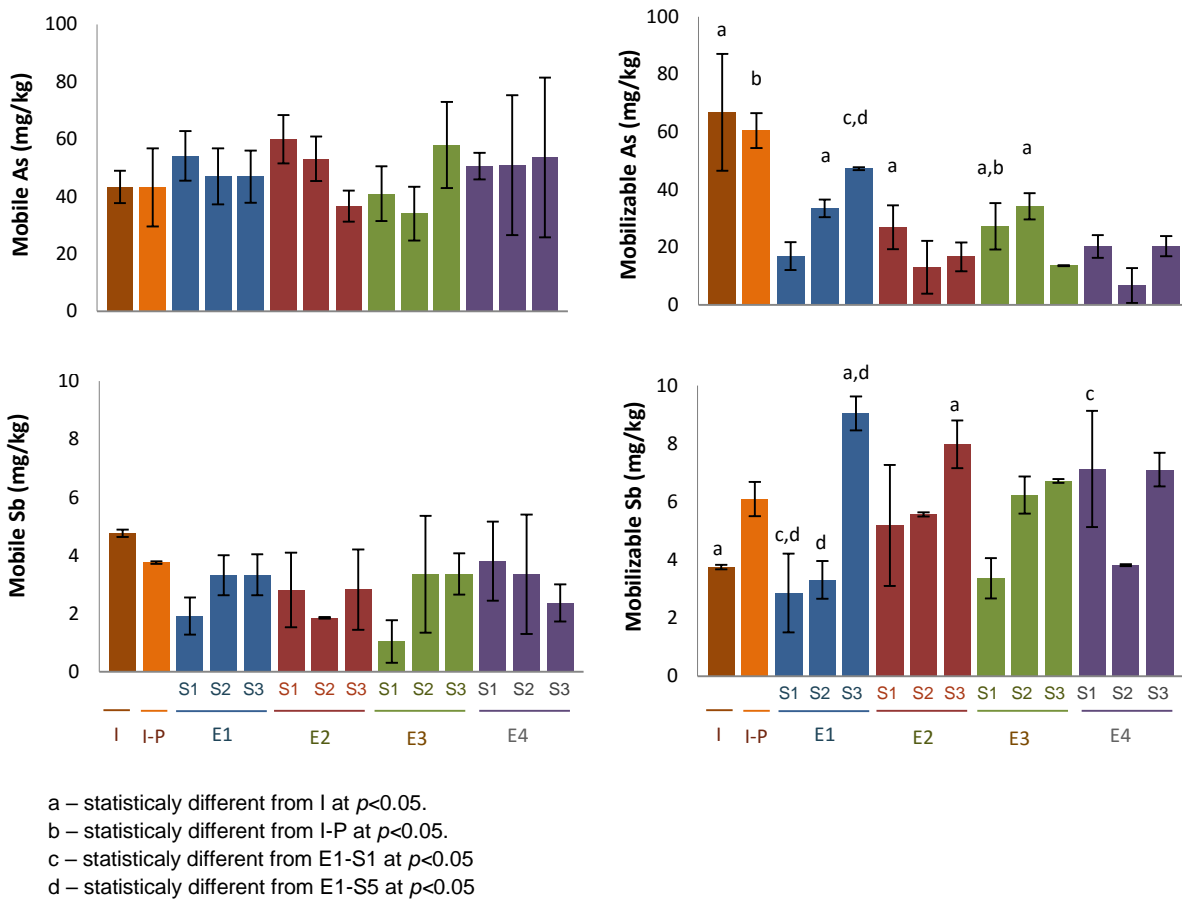 Mobile As (mg/kg)
100
80
60
40
20
0
Mobilizable As (mg/kg)
100
80
60
40
20
0
a
b
a
c,d
a
a,b
a
Mobile Sb (mg/kg)
10
8
6
4
2
0
S1 S2 S3 S1 S2 S3 S1 S2 S3 S1 S2 S3
I I-P E1 E2 E3 E4
Mobilizable Sb (mg/kg)
10
8
6
4
2
0
a
c,d
d
a,d
a
c
S1 S2 S3 S1 S2 S3 S1 S2 S3 S1 S2 S3
I I-P E1 E2 E3 E4
a – statisticaly different from I at p<0.05.
b – statisticaly different from I-P at p<0.05.
c – statisticaly different from E1-S1 at p<0.05
d – statisticaly different from E1-S5 at p<0.05